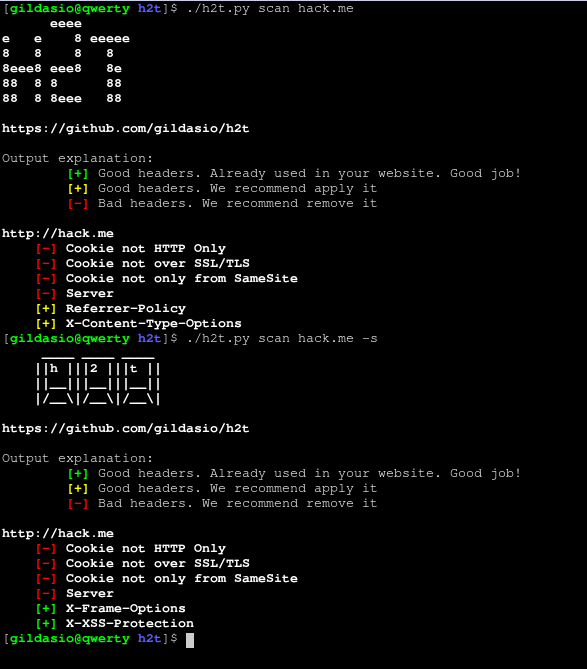 [gildasio@qwerty h2t]$ ./h2t.py scan hack.me
      eeee
e   e    8 eeeee
8   8    8   8
8eee8 eee8   8e
88  8 8      88
88  8 8eee   88
https://github.com/gildasio/h2t
Output explanation:
[+] Good headers. Already used in your website. Good job!
[+] Good headers. We recommend apply it
[-] Bad headers. We recommend remove it
http://hack.me
[-] Cookie not HTTP Only
[-] Cookie not over SSL/TLS
[-] Cookie not only from SameSite
[-] Server
[+] Referrer-Policy
[+] X-Content-Type-Options
[gildasio@qwerty h2t]$ ./h2t.py scan hack.me -s
 ____ ____ ____
||h |||2 |||t ||
||__|||__|||__||
|/__\|/__\|/__\|
https://github.com/gildasio/h2t
Output explanation:
[+] Good headers. Already used in your website. Good job!
[+] Good headers. We recommend apply it
[-] Bad headers. We recommend remove it
http://hack.me
[-] Cookie not HTTP Only
[-] Cookie not over SSL/TLS
[-] Cookie not only from SameSite
[-] Server
[+] X-Frame-Options
[+] X-XSS-Protection
[gildasio@qwerty h2t]$